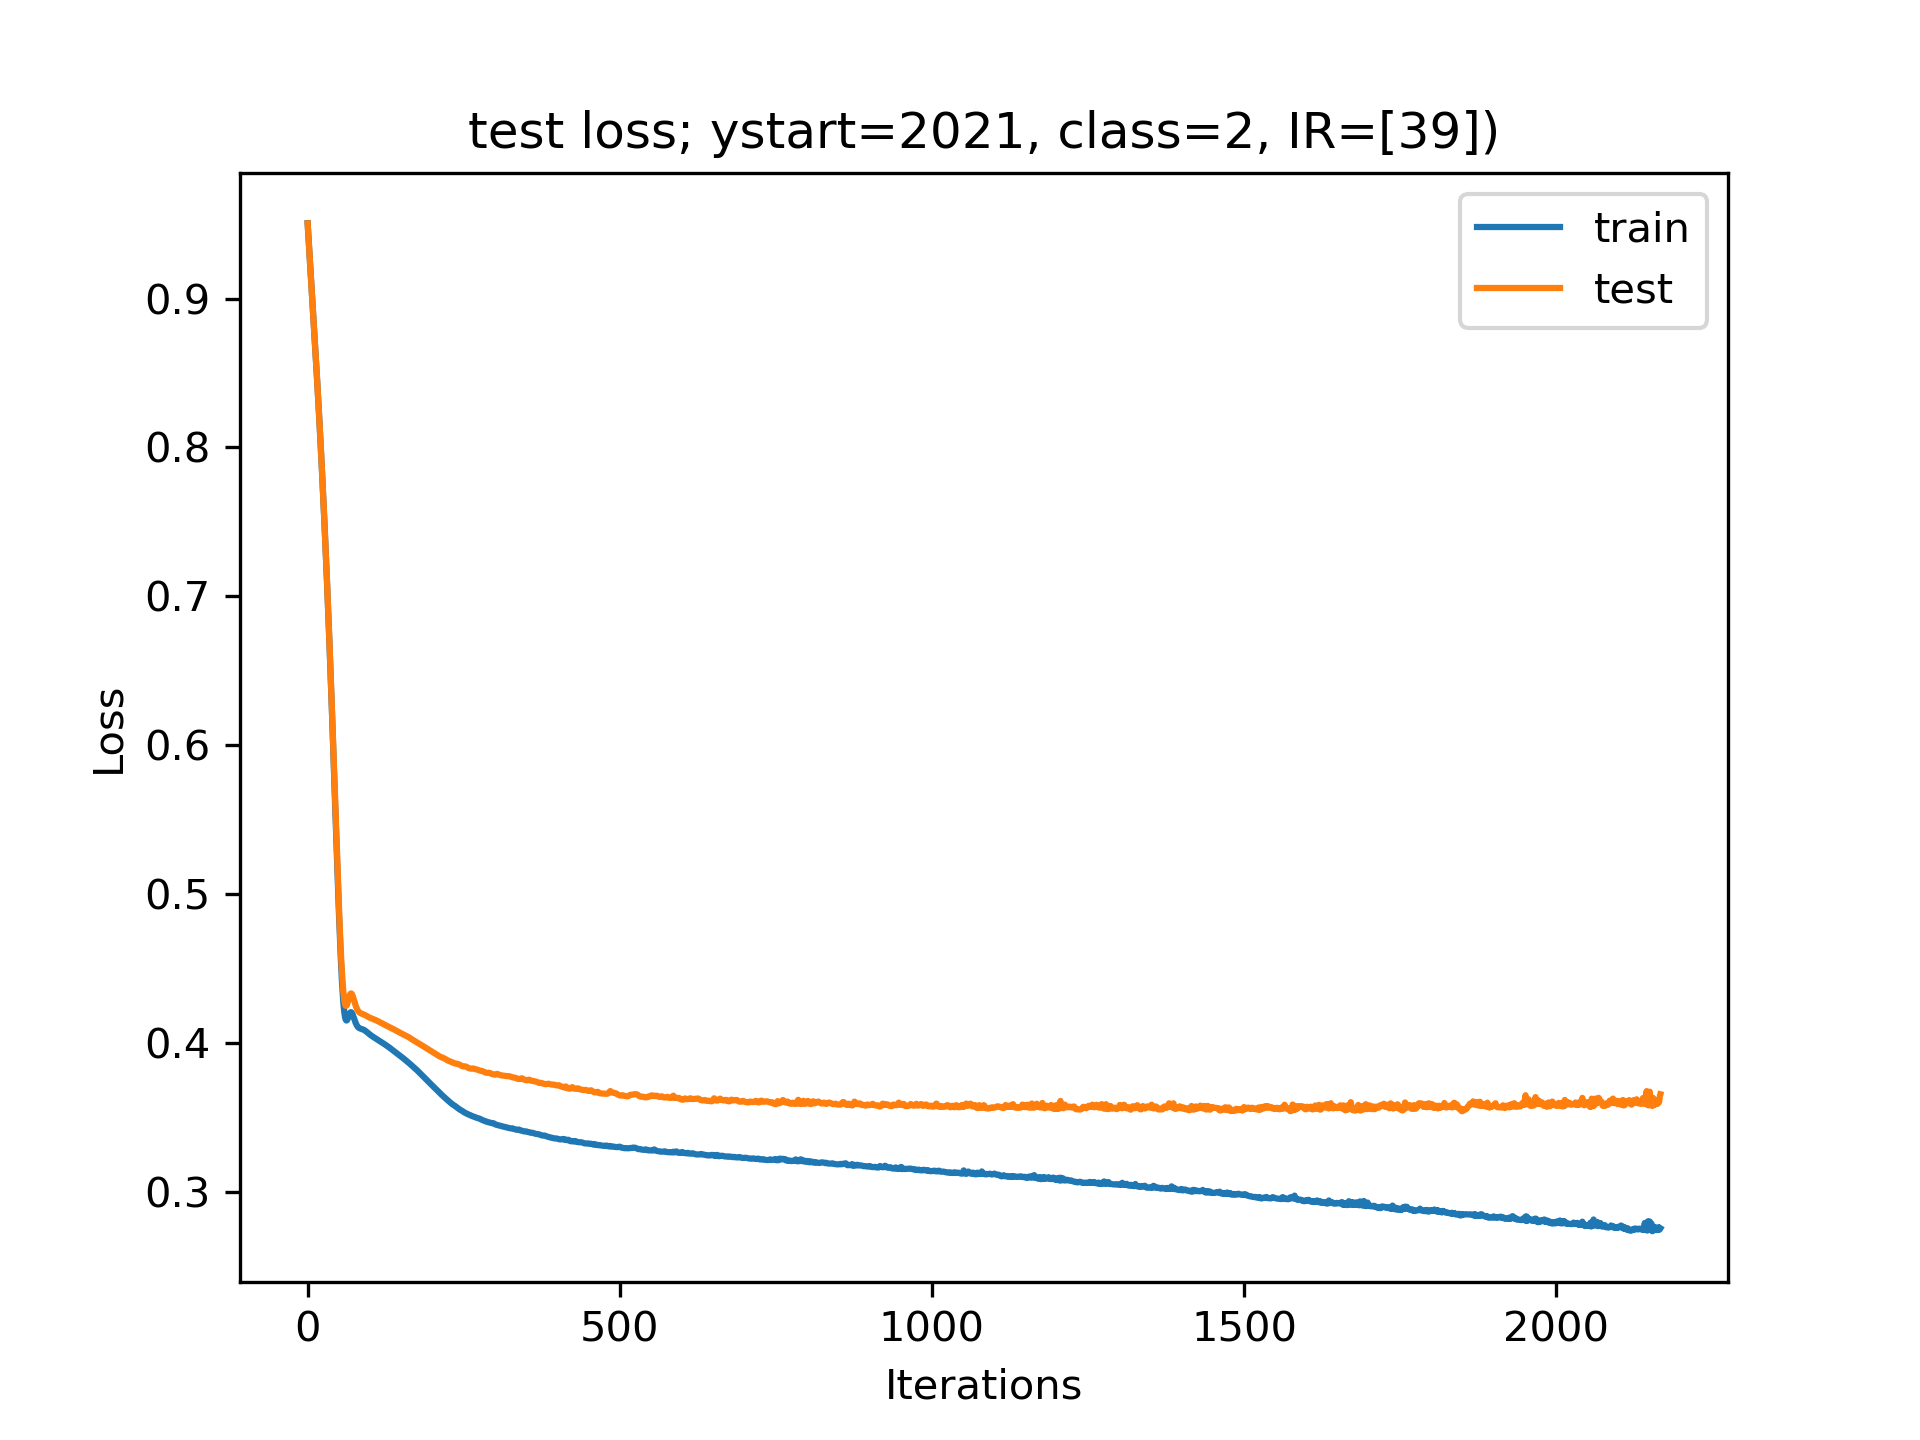 test loss; ystart=2021, class=2, IR=[39])
train
test
0.9
0.8
0.7
0.6
0.5
0.4
0.3
Loss
0 500 1000 1500 2000
Iterations